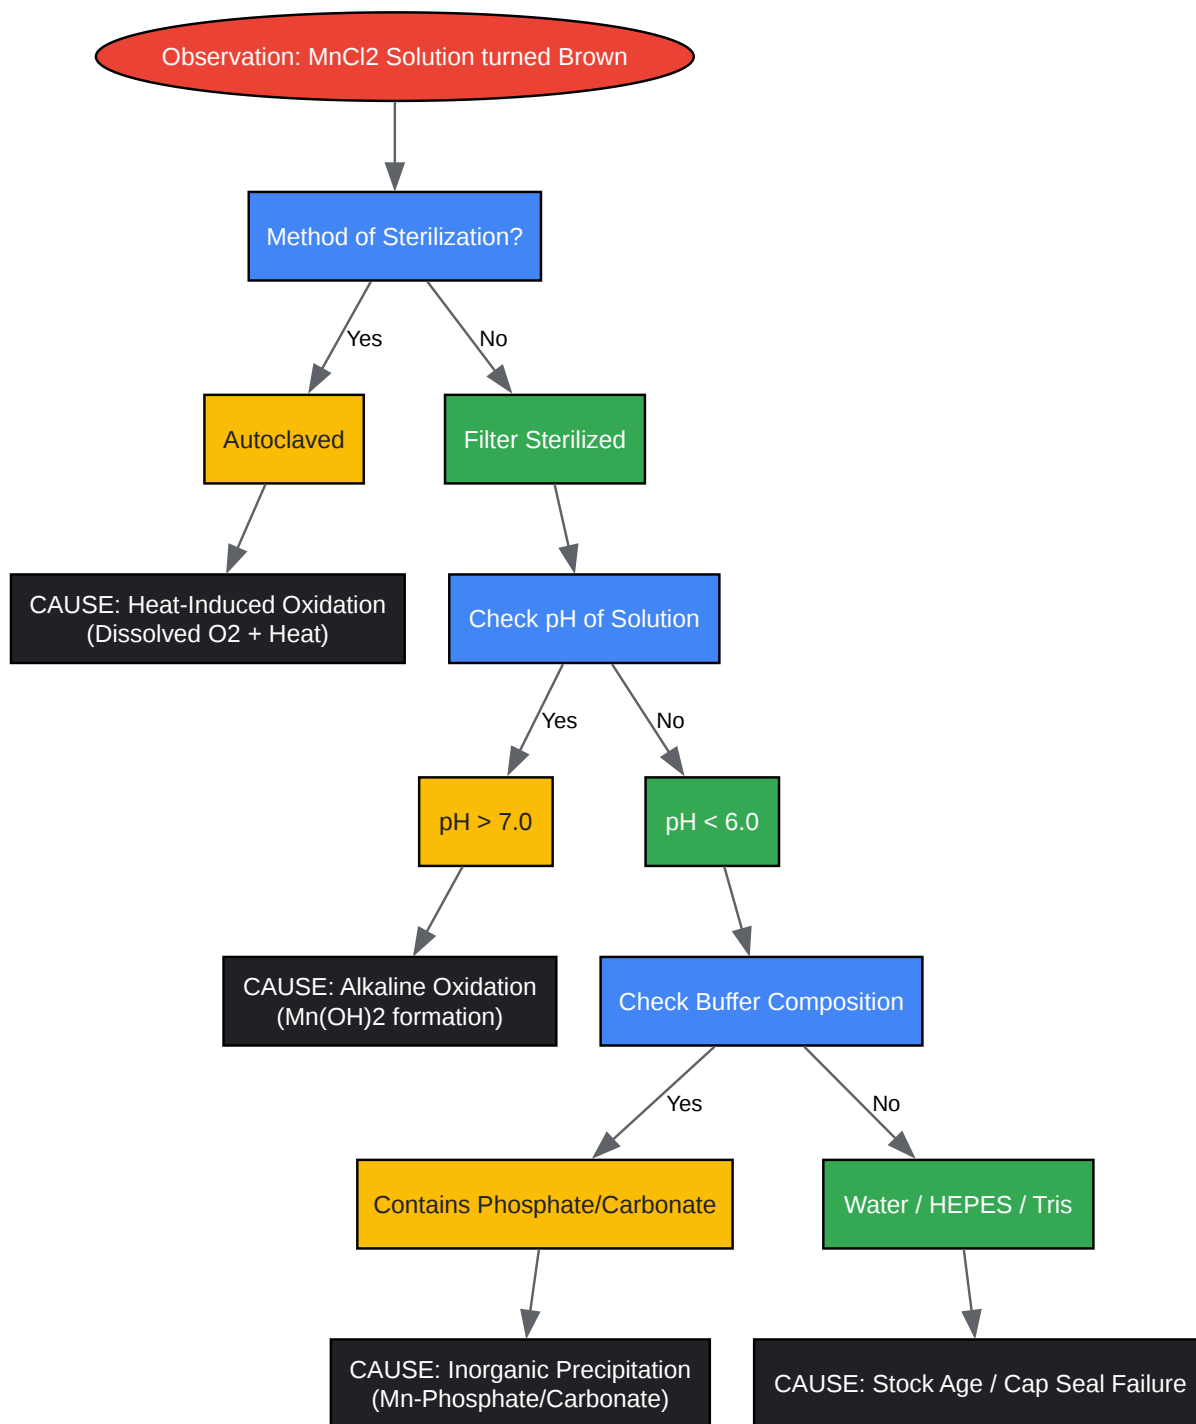 Observation: MnCl2 Solution turned Brown
Method of Sterilization?
Yes
No
Autoclaved
Filter Sterilized
CAUSE: Heat-Induced Oxidation
(Dissolved O2 + Heat)
Check pH of Solution
Yes
No
pH > 7.0
pH < 6.0
CAUSE: Alkaline Oxidation
(Mn(OH)2 formation)
Check Buffer Composition
Yes
No
Contains Phosphate/Carbonate
Water / HEPES / Tris
CAUSE: Inorganic Precipitation
(Mn-Phosphate/Carbonate)
CAUSE: Stock Age / Cap Seal Failure